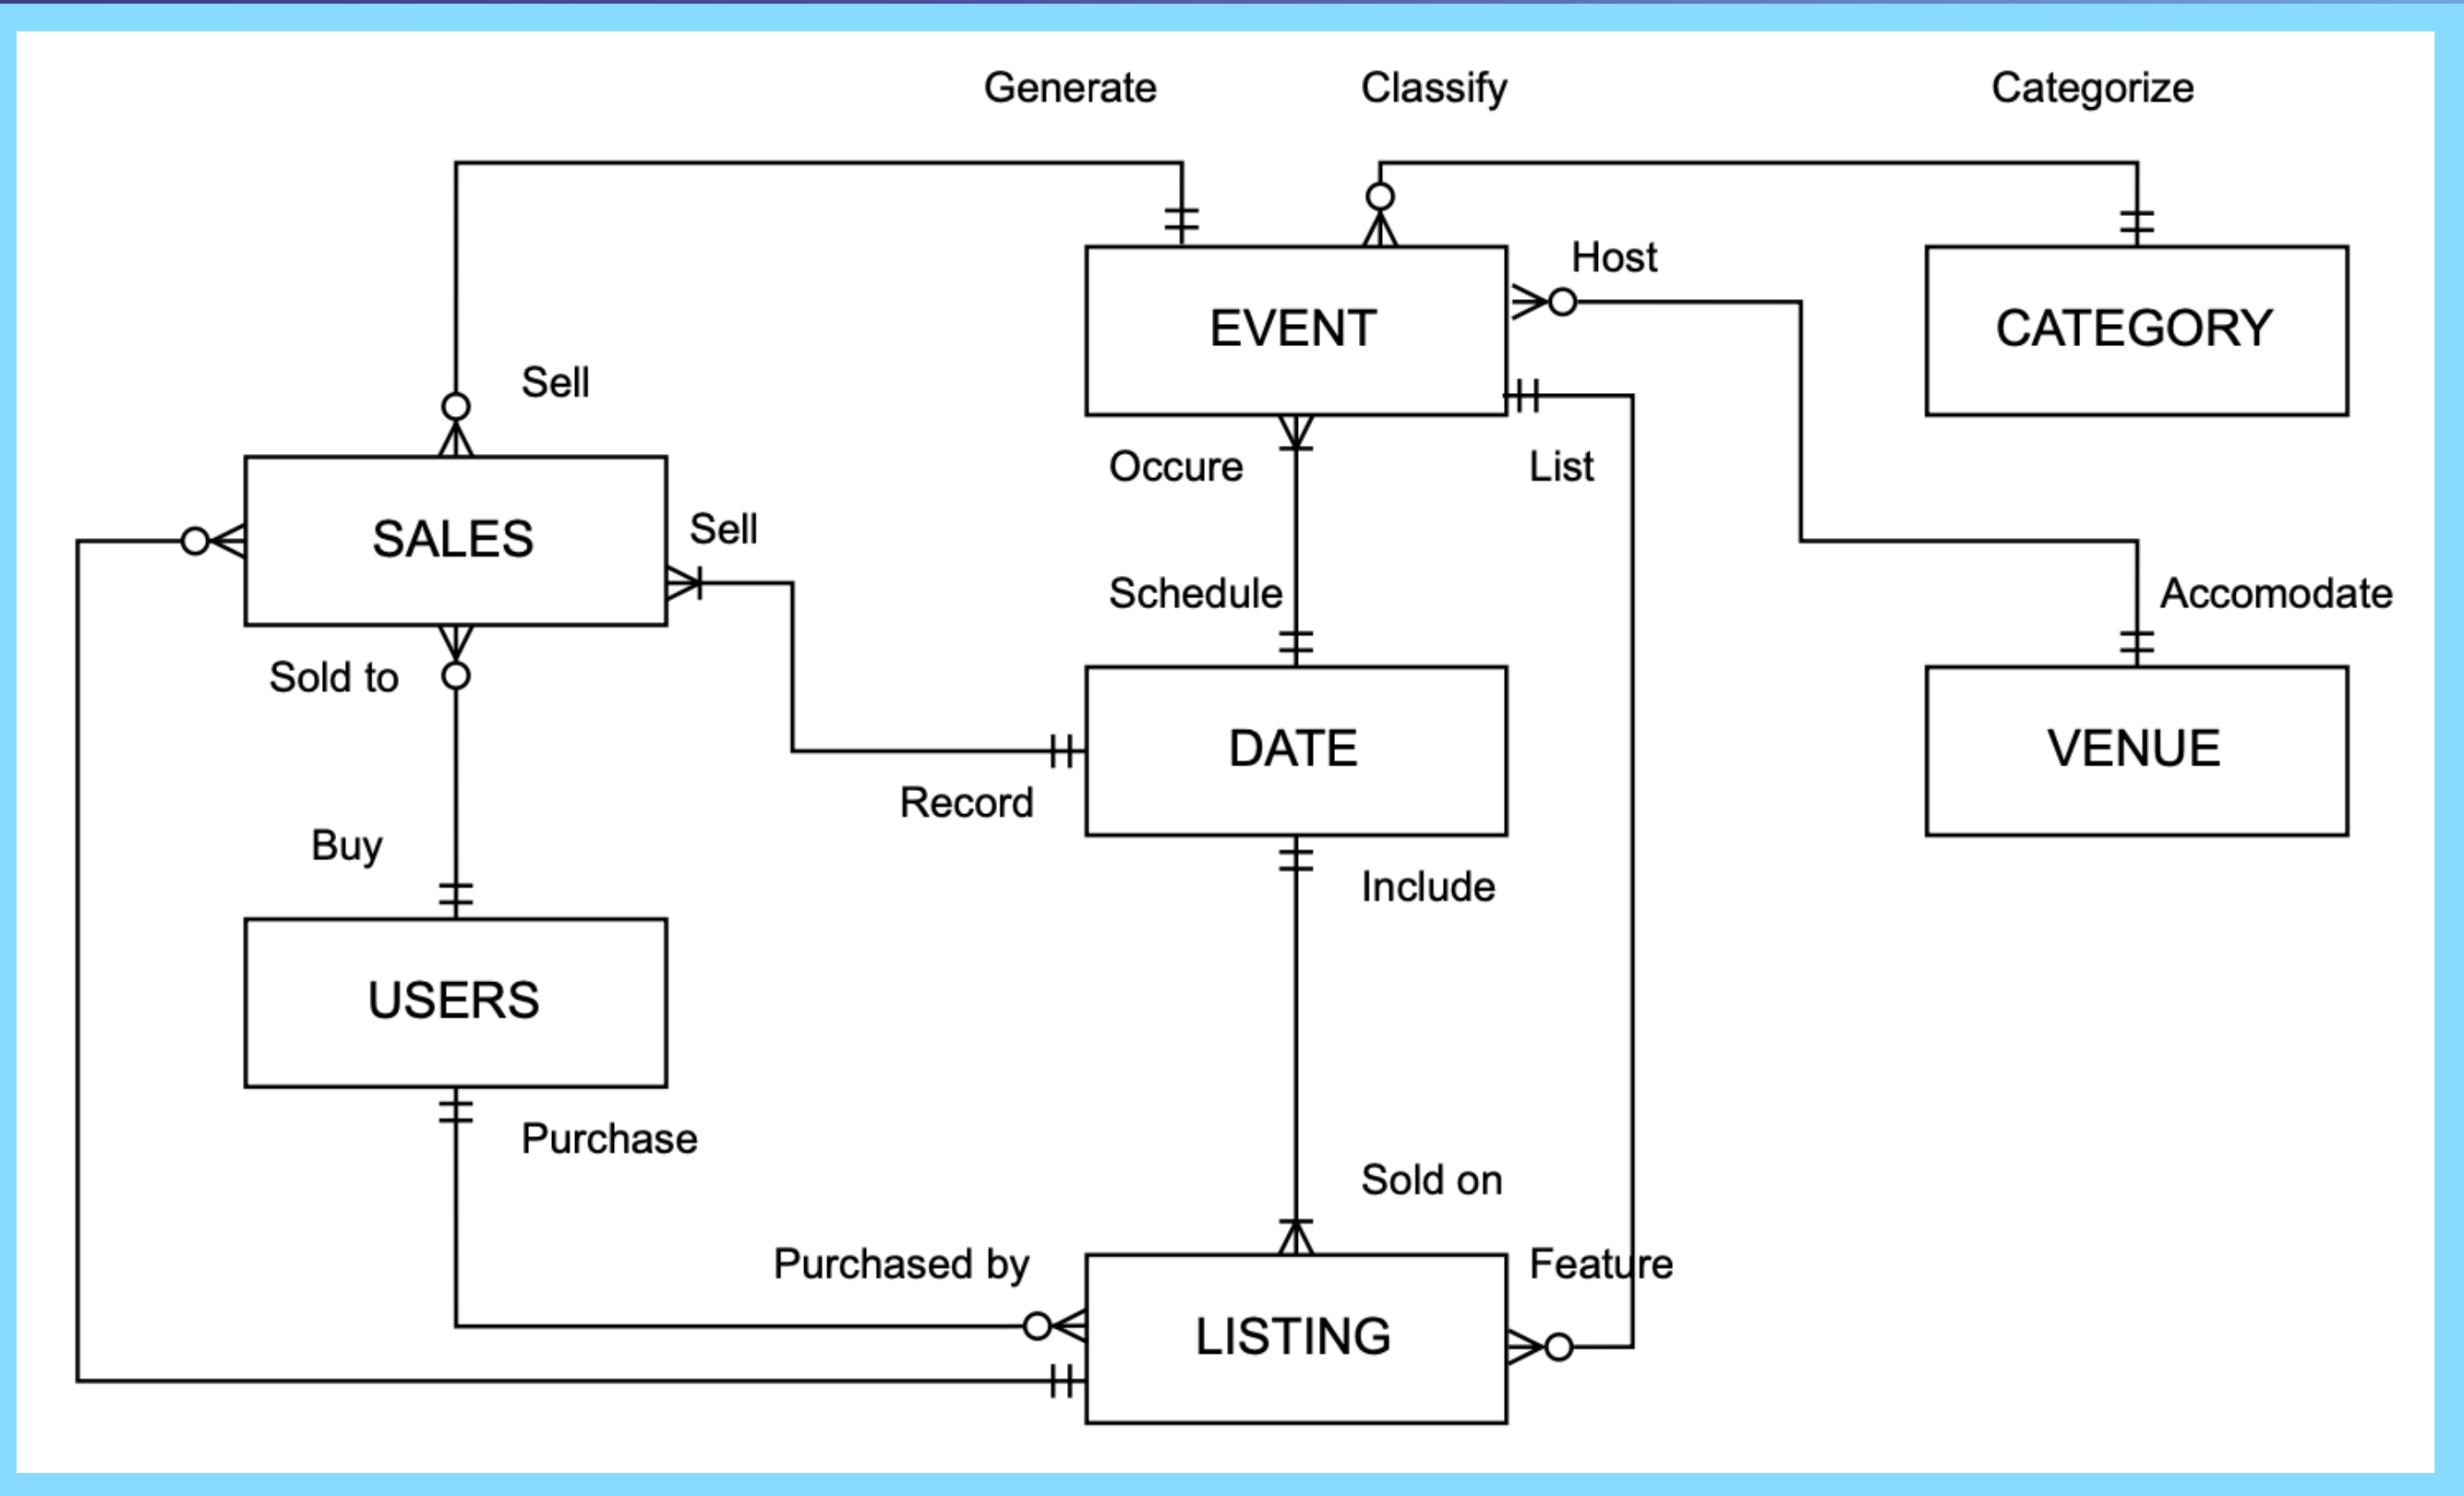 Generate
Classify
Categorize
Host
EVENT
CATEGORY
Sell
Occure
List
SALES
Sell
Schedule
Accomodate
Sold to
DATE
VENUE
Record
Buy
Include
USERS
Purchase
Sold on
Purchased by
Feature
LISTING